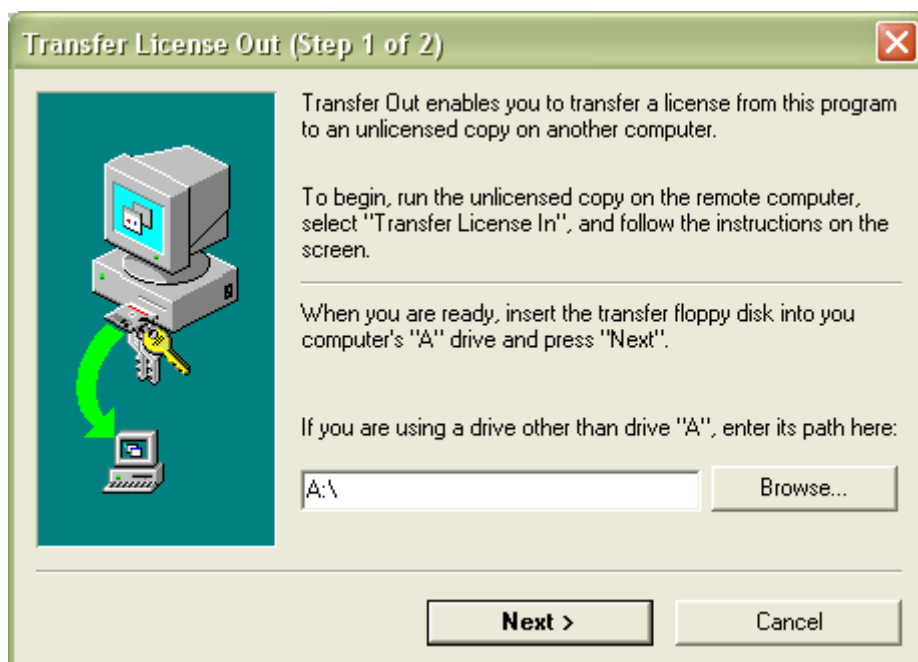 Transfer License Out (Step 1 of 2)
Transfer Out enables you to transfer a license from this program
to an unlicensed copy on another computer.
To begin, run the unlicensed copy on the remote computer,
select "Transfer License In", and follow the instructions on the
screen.
When you are ready, insert the transfer floppy disk into you
computer's "A" drive and press "Next".
If you are using a drive other than drive "A", enter its path here:
A:\
Browse...
Next >
Cancel